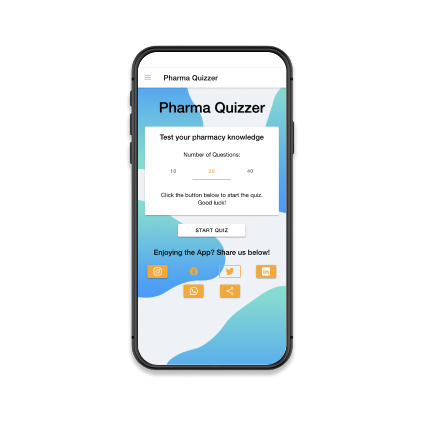 Pharma Quizzer
Pharma Quizzer
Test your pharmacy knowledge
Number of Questions:
10 20 40
Click the button below to start the quiz.
Good luck!
START QUIZ
Enjoying the App? Share us below!